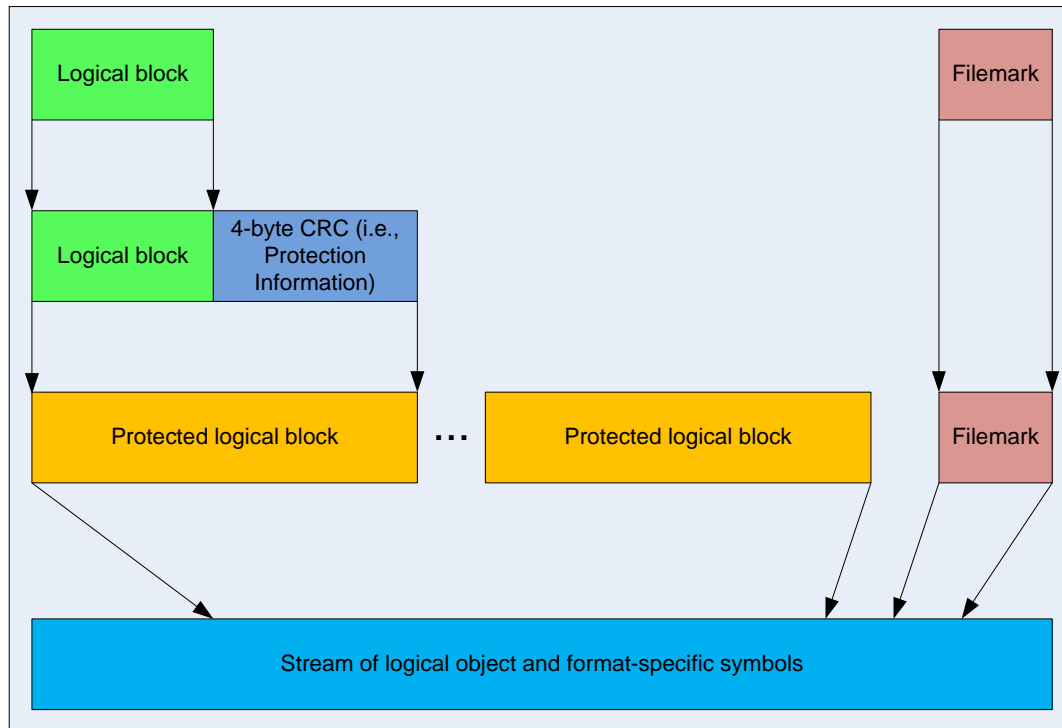 Logical block
Filemark
Logical block
4-byte CRC (i.e.,
Protection
Information)
Protected logical block
...
Protected logical block
Filemark
Stream of logical object and format-specific symbols